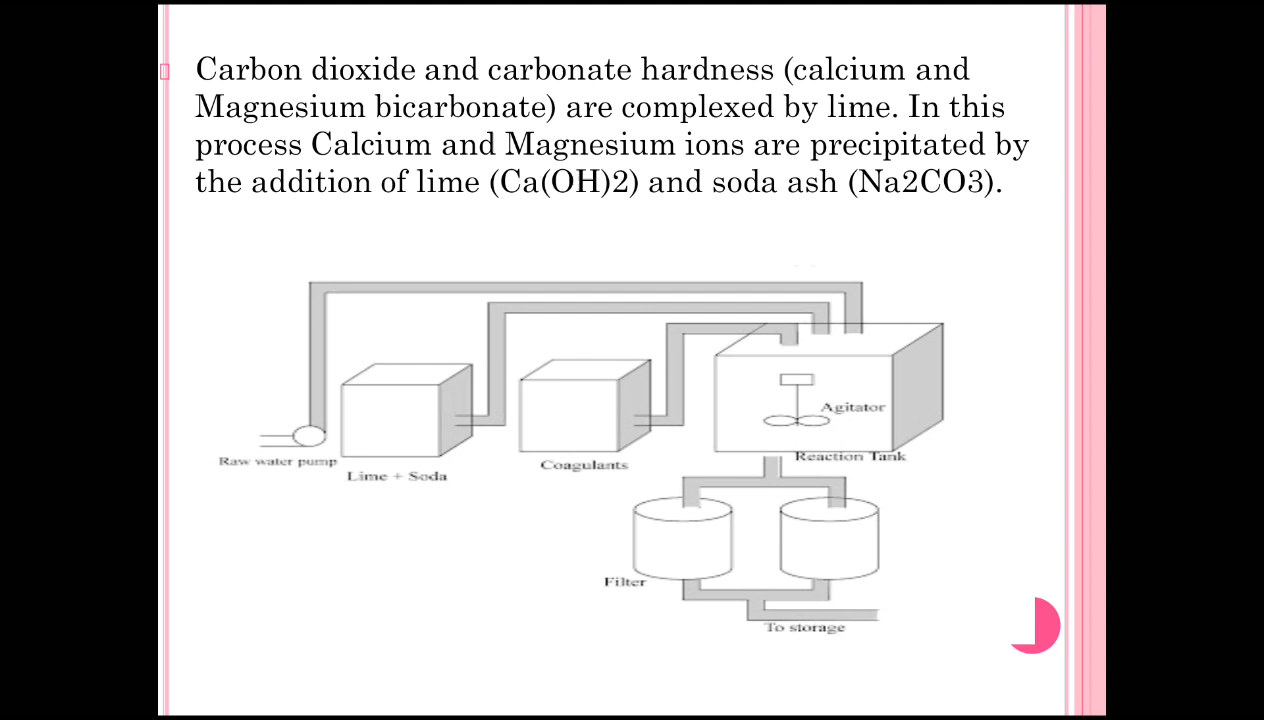 Carbon dioxide and carbonate hardness (calcium and
Magnesium bicarbonate) are complexed by lime. In this
process Calcium and Magnesium ions are precipitated by
the addition of lime (Ca(OH)2) and soda ash (Na2CO3).
Agitator
Raw water pump
Lime + Soda
Coagulants
Reaction Tank
Filter
To storage